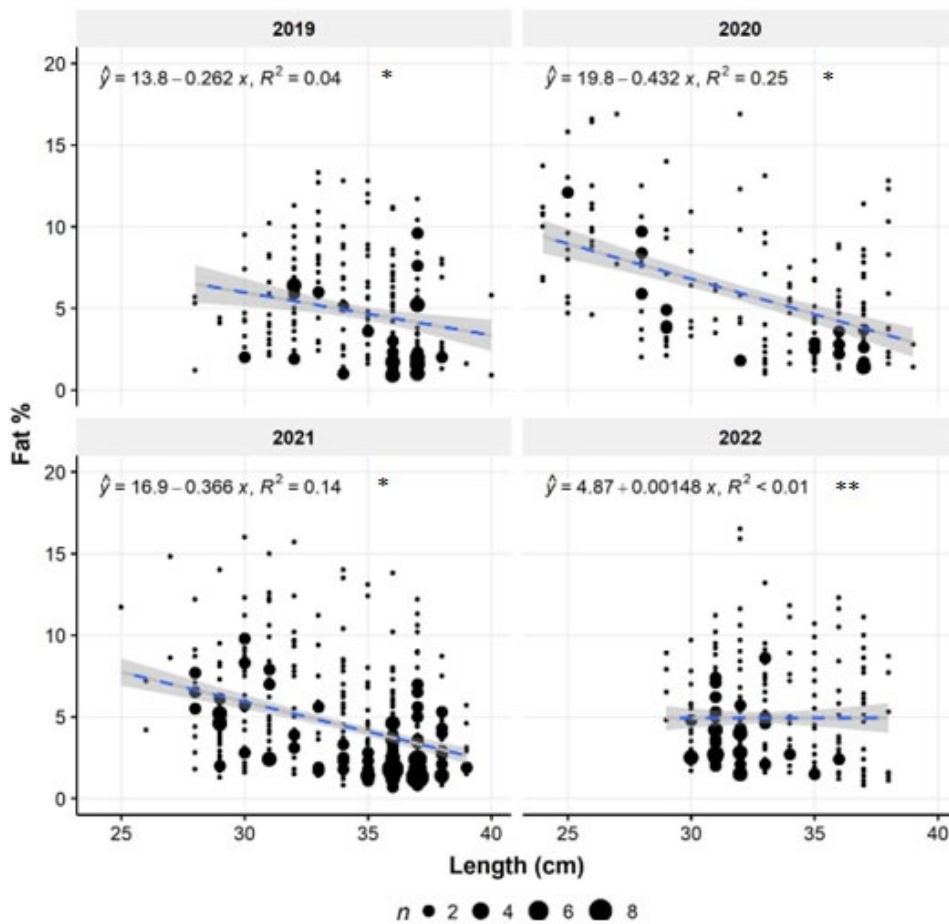 2019
2020
ŷ = 13.8 − 0.262 x, R² = 0.04 *
ŷ = 19.8 − 0.432 x, R² = 0.25 *
20
15
10
5
0
2021
2022
ŷ = 16.9 − 0.366 x, R² = 0.14 *
ŷ = 4.87 + 0.00148 x, R² < 0.01 **
20
15
10
5
0
Fat %
25 30 35 40 25 30 35 40
Length (cm)
n 2 4 6 8